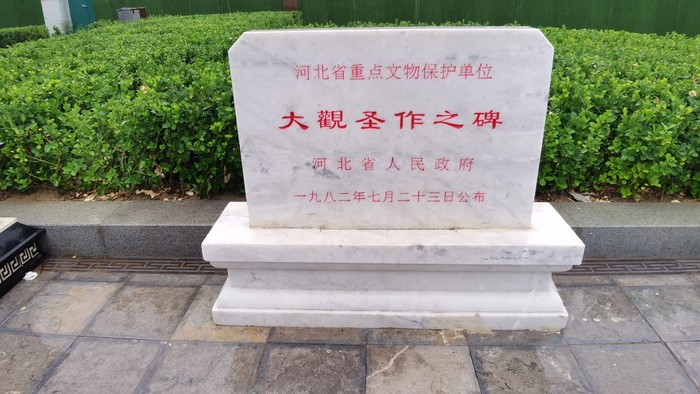 河北省重点文物保护单位
大觀圣作之碑
河北省人民政府
一九八二年七月二十三日公布